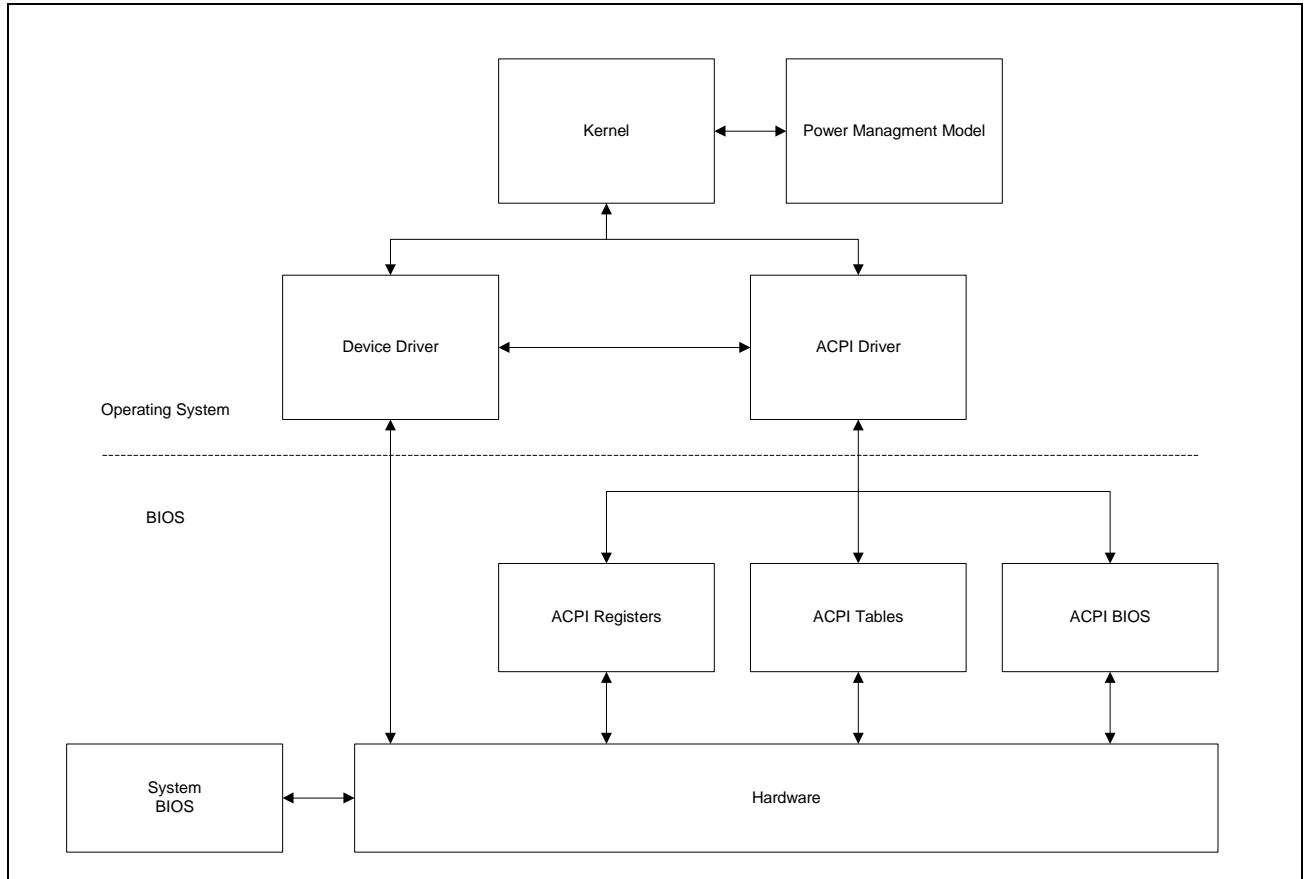 Kernel
Power Managment Model
Device Driver
ACPI Driver
Operating System
BIOS
ACPI Registers
ACPI Tables
ACPI BIOS
System
BIOS
Hardware